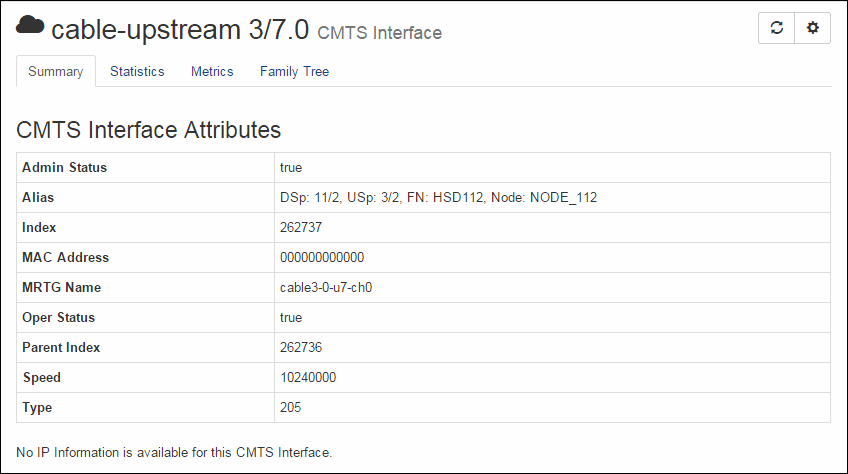 cable-upstream 3/7.0 CMTS Interface
Summary Statistics Metrics Family Tree
CMTS Interface Attributes
Admin Status true
Alias DSp: 11/2, USp: 3/2, FN: HSD112, Node: NODE_112
Index 262737
MAC Address 000000000000
MRTG Name cable3-0-u7-ch0
Oper Status true
Parent Index 262736
Speed 10240000
Type 205
No IP Information is available for this CMTS Interface.